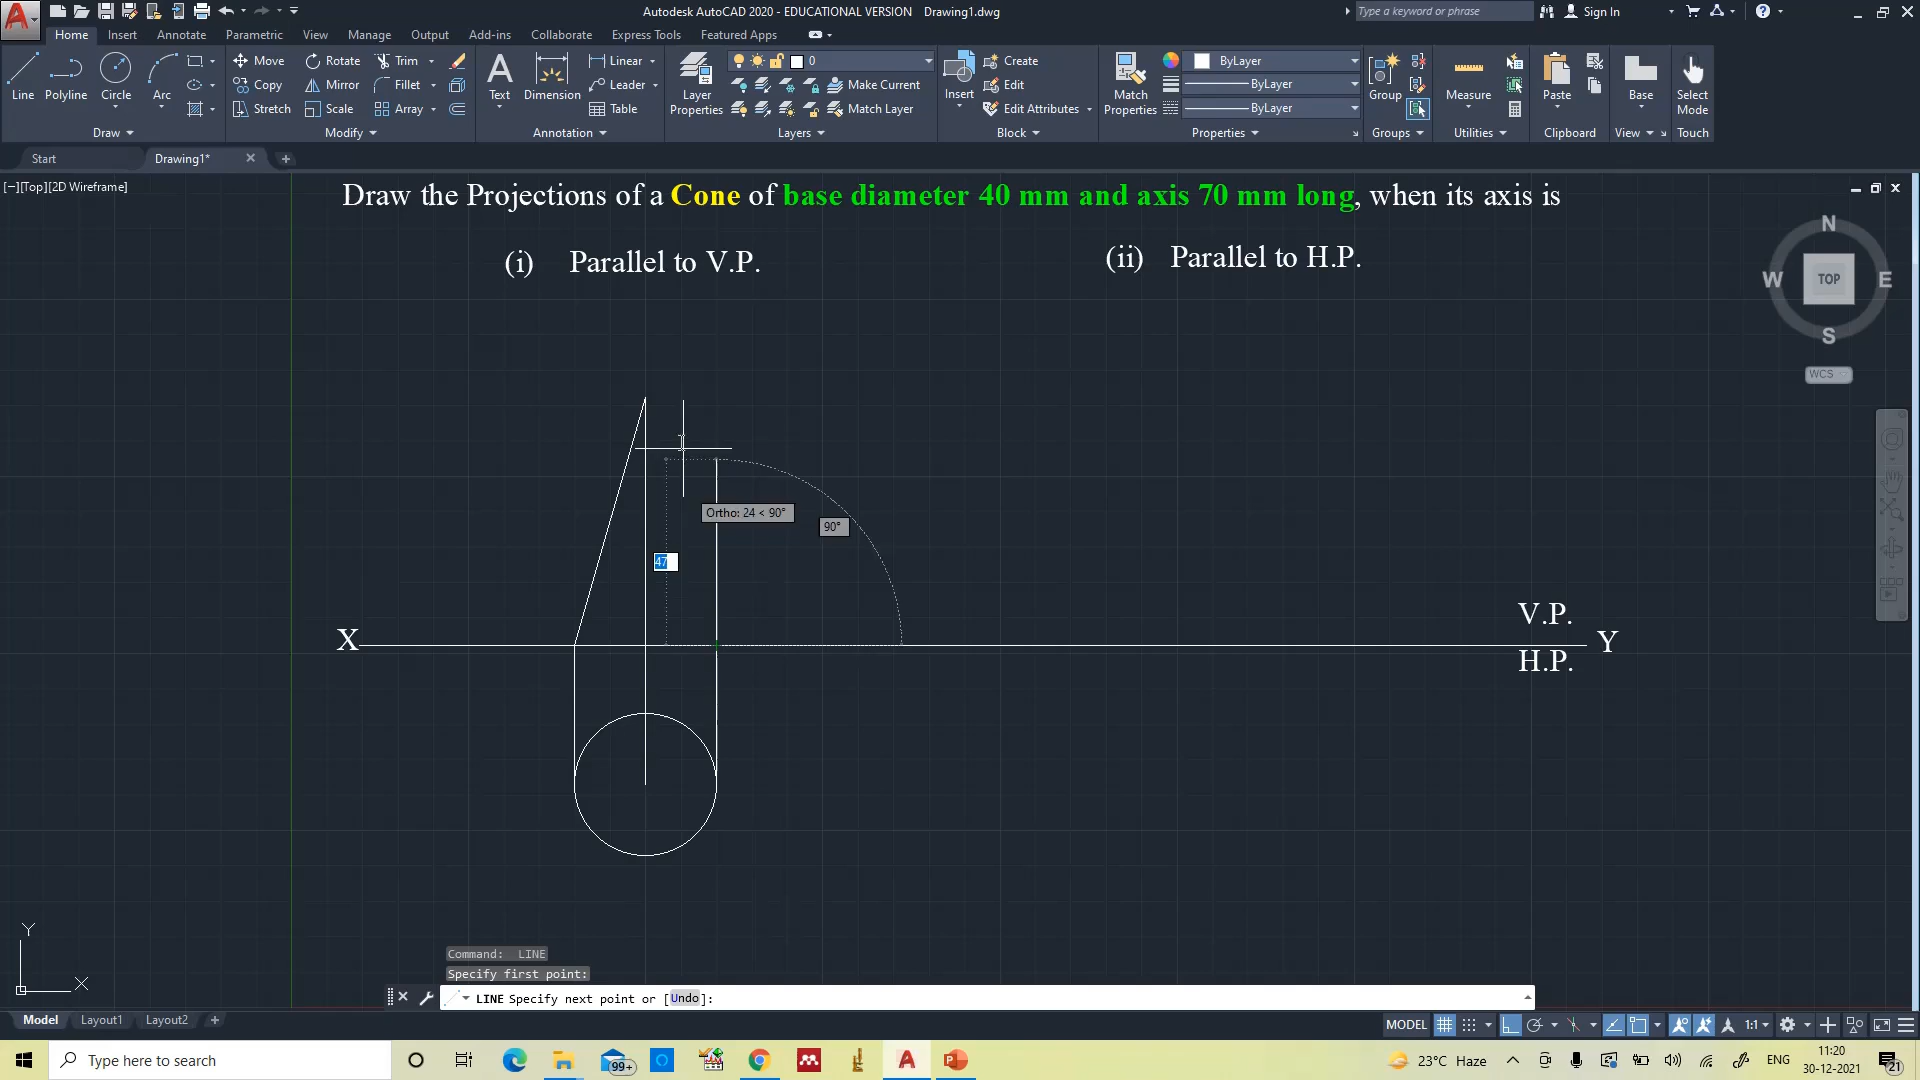 Autodesk AutoCAD 2020 - EDUCATIONAL VERSION Drawing1.dwg
Type a keyword or phrase
Sign In
Home Insert Annotate Parametric View Manage Output Add-ins Collaborate Express Tools Featured Apps
Line Polyline Circle Arc
Draw
Move Rotate Trim
Copy Mirror Fillet
Stretch Scale Array
Modify
Text Dimension
Linear
Leader
Table
Annotation
Layer Properties
0
Make Current
Match Layer
Layers
Insert
Create
Edit
Edit Attributes
Block
Match Properties
ByLayer
ByLayer
ByLayer
Properties
Group
Groups
Measure
Utilities
Paste
Clipboard
Base
View
Select Mode
Touch
Start
Drawing1*
[−][Top][2D Wireframe]
Draw the Projections of a Cone of base diameter 40 mm and axis 70 mm long, when its axis is
(i) Parallel to V.P.
(ii) Parallel to H.P.
N
W TOP E
S
WCS
Ortho: 24 < 90°
90°
47
X
V.P.
Y
H.P.
Y
X
Command: LINE
Specify first point:
LINE Specify next point or [Undo]:
Model Layout1 Layout2
MODEL
1:1
Type here to search
99+
23°C Haze
ENG
11:20
30-12-2021
21